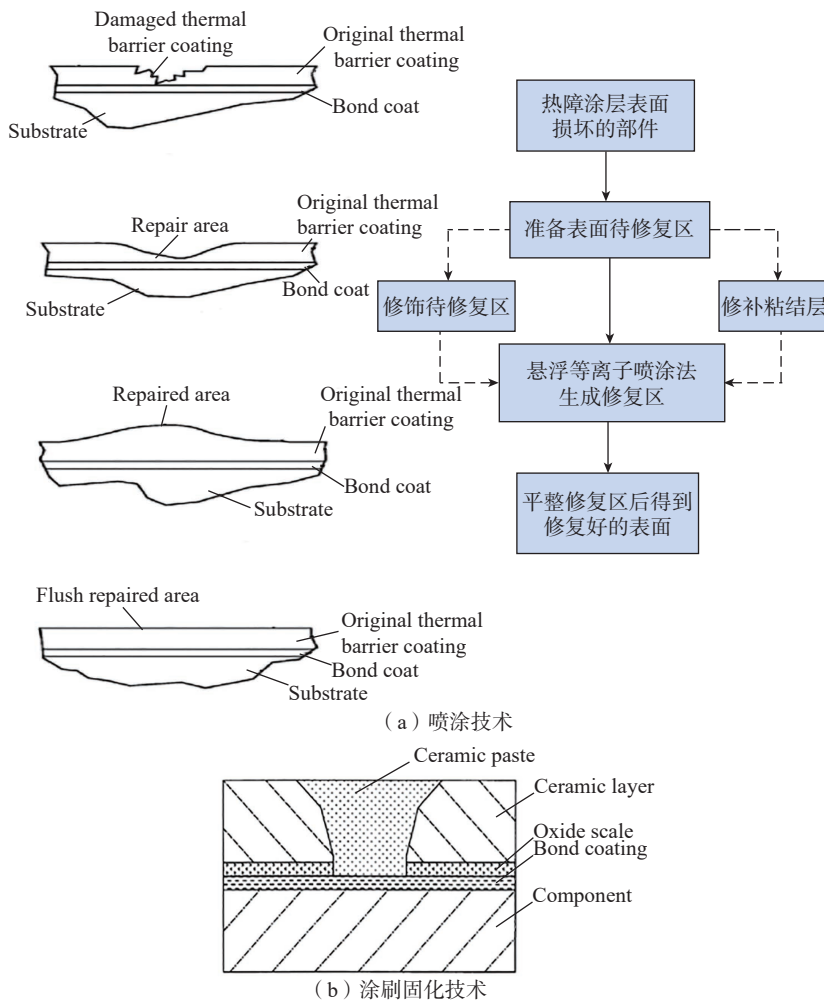 Damaged thermal
barrier coating
Original thermal
barrier coating
Bond coat
Substrate
Repair area
Original thermal
barrier coating
Bond coat
Substrate
Repaired area
Original thermal
barrier coating
Bond coat
Substrate
Flush repaired area
Original thermal
barrier coating
Bond coat
Substrate
热障涂层表面
损坏的部件
准备表面待修复区
修饰待修复区
修补粘结层
悬浮等离子喷涂法
生成修复区
平整修复区后得到
修复好的表面
（a）喷涂技术
Ceramic paste
Ceramic layer
Oxide scale
Bond coating
Component
（b）涂刷固化技术